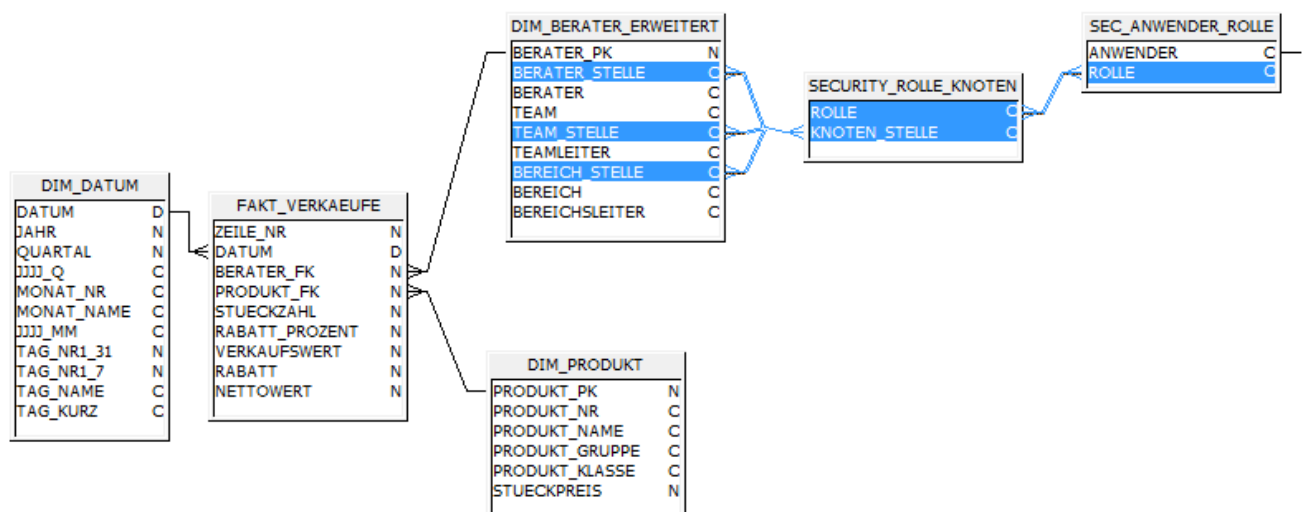 DIM_BERATER_ERWEITERT
BERATER_PK N
BERATER_STELLE C
BERATER C
TEAM C
TEAM_STELLE C
TEAMLEITER C
BEREICH_STELLE C
BEREICH C
BEREICHSLEITER C
SEC_ANWENDER_ROLLE
ANWENDER C
ROLLE C
SECURITY_ROLLE_KNOTEN
ROLLE C
KNOTEN_STELLE C
DIM_DATUM
DATUM D
JAHR N
QUARTAL N
JJJJ_Q C
MONAT_NR C
MONAT_NAME C
JJJJ_MM C
TAG_NR1_31 N
TAG_NR1_7 N
TAG_NAME C
TAG_KURZ C
FAKT_VERKAEUFE
ZEILE_NR N
DATUM D
BERATER_FK N
PRODUKT_FK N
STUECKZAHL N
RABATT_PROZENT N
VERKAUFSWERT N
RABATT N
NETTOWERT N
DIM_PRODUKT
PRODUKT_PK N
PRODUKT_NR C
PRODUKT_NAME C
PRODUKT_GRUPPE C
PRODUKT_KLASSE C
STUECKPREIS N